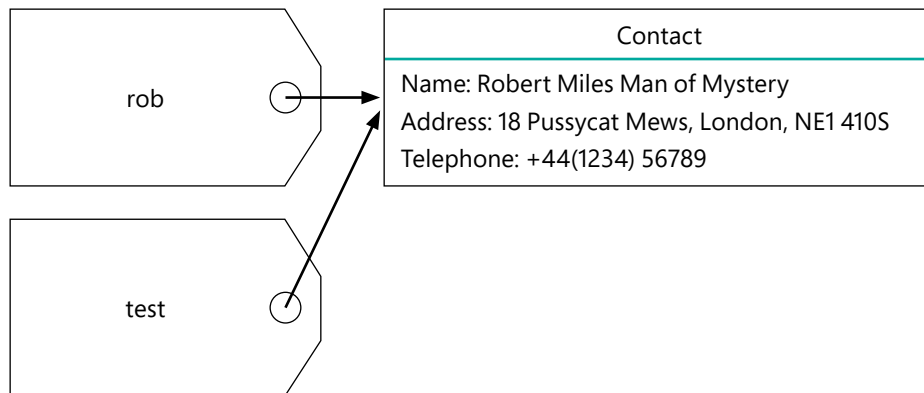 Contact
rob
Name: Robert Miles Man of Mystery
Address: 18 Pussycat Mews, London, NE1 410S
Telephone: +44(1234) 56789
test